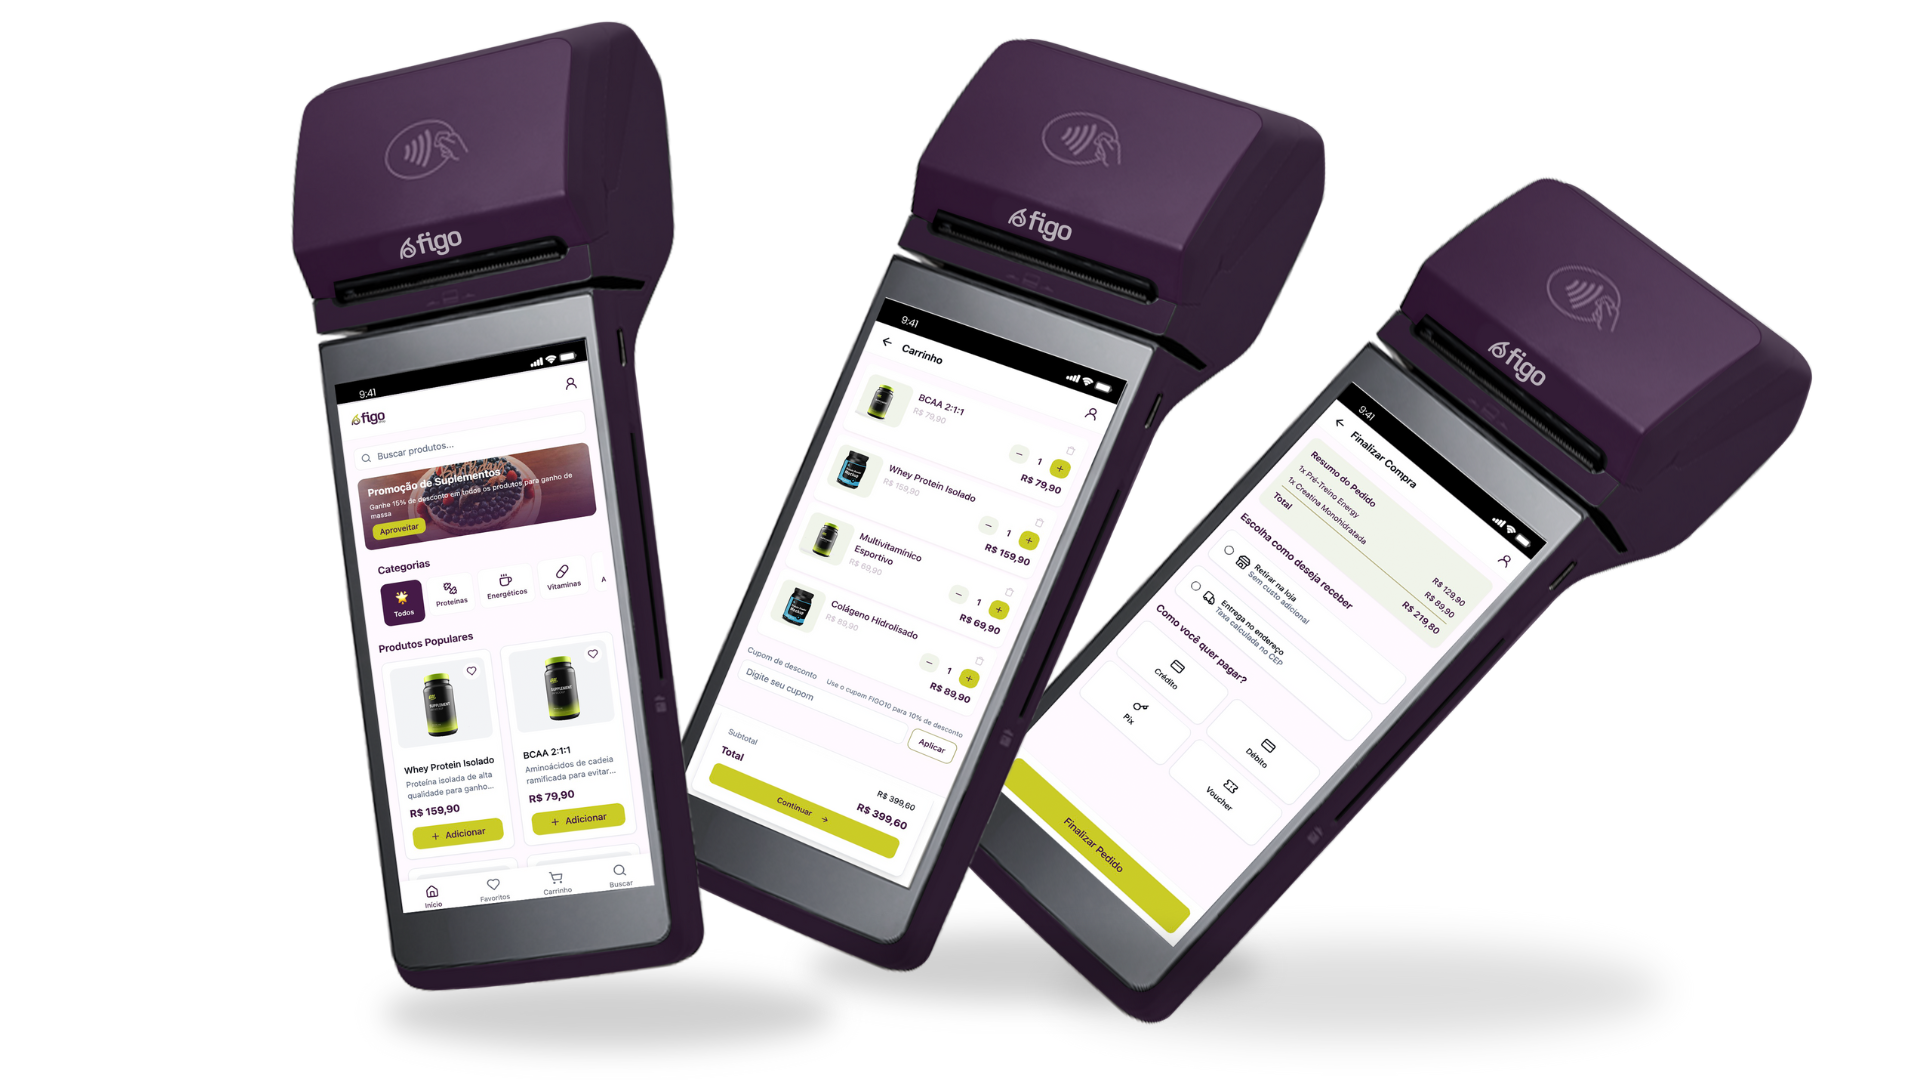 figo
9:41
figo
Buscar produtos...
Promoção de Suplementos
Ganhe 15% de desconto em todos os produtos para ganho de
massa
Aproveitar
Categorias
Todos
Proteínas
Energéticos
Vitaminas
A
Produtos Populares
Whey Protein Isolado
Proteína isolada de alta
qualidade para ganho...
R$ 159,90
+ Adicionar
SUPPLEMENT
BCAA 2:1:1
Aminoácidos de cadeia
ramificada para evitar...
R$ 79,90
+ Adicionar
Início
Favoritos
Carrinho
Buscar
figo
9:41
Carrinho
BCAA 2:1:1
R$ 79,90
1
R$ 79,90
Whey Protein Isolado
R$ 159,90
1
R$ 159,90
Multivitamínico
Esportivo
R$ 69,90
1
R$ 69,90
Colágeno Hidrolisado
R$ 89,90
1
R$ 89,90
Cupom de desconto
Use o cupom FIGO10 para 10% de desconto
Digite seu cupom
Aplicar
Subtotal
R$ 399,60
Total
R$ 399,60
Continuar →
figo
9:41
Finalizar Compra
Resumo do Pedido
1x Pré-Treino Energy
R$ 129,90
1x Creatina Monohidratada
R$ 89,90
Total
R$ 219,80
Escolha como deseja receber
Retirar na loja
Sem custo adicional
Entrega no endereço
Taxa calculada no CEP
Como você quer pagar?
Crédito
Débito
Pix
Voucher
Finalizar Pedido